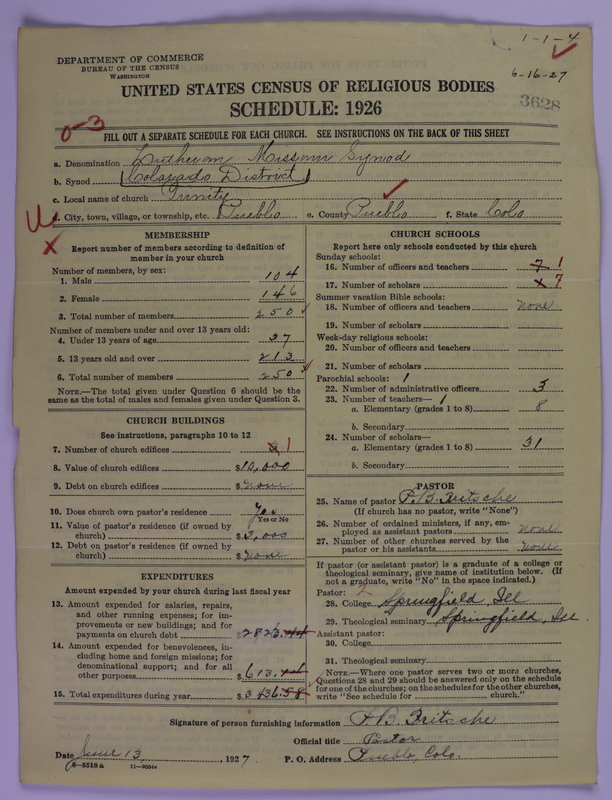 1-1-4
DEPARTMENT OF COMMERCE
BUREAU OF THE CENSUS
WASHINGTON
6-16-27
UNITED STATES CENSUS OF RELIGIOUS BODIES
SCHEDULE: 1926
3628
0-3
FILL OUT A SEPARATE SCHEDULE FOR EACH CHURCH. SEE INSTRUCTIONS ON THE BACK OF THIS SHEET
a. Denomination Lutheran Missouri Synod
b. Synod Colorado District
c. Local name of church Trinity
d. City, town, village, or township, etc. Pueblo e. County Pueblo f. State Colo
MEMBERSHIP
Report number of members according to definition of
member in your church
Number of members, by sex:
1. Male 104
2. Female 146
3. Total number of members 250
Number of members under and over 13 years old:
4. Under 13 years of age 37
5. 13 years old and over 213
6. Total number of members 250
NOTE.—The total given under Question 6 should be
same as the total of males and females given under Question 3.
CHURCH BUILDINGS
See instructions, paragraphs 10 to 12
7. Number of church edifices 1
8. Value of church edifices $10,000
9. Debt on church edifices $none
10. Does church own pastor's residence Yes
Yes or No
11. Value of pastor's residence (if owned by
church) $3,000
12. Debt on pastor's residence (if owned by
church) $none
EXPENDITURES
Amount expended by your church during last fiscal year
13. Amount expended for salaries, repairs,
and other running expenses; for im-
provements or new buildings; and for
payments on church debt 2823.44
14. Amount expended for benevolences, in-
cluding home and foreign missions; for
denominational support; and for all
other purposes $613.
15. Total expenditures during year $3436.58
CHURCH SCHOOLS
Report here only schools conducted by this church
Sunday schools:
16. Number of officers and teachers 7 1
17. Number of scholars 7
Summer vacation Bible schools:
18. Number of officers and teachers none
19. Number of scholars
Week-day religious schools:
20. Number of officers and teachers
21. Number of scholars
Parochial schools: 1
22. Number of administrative officers 3
23. Number of teachers— 1
a. Elementary (grades 1 to 8) 8
b. Secondary
24. Number of scholars—
a. Elementary (grades 1 to 8) 31
b. Secondary
PASTOR
25. Name of pastor P. B. Fritsche
(If church has no pastor, write "None")
26. Number of ordained ministers, if any, em-
ployed as assistant pastors none
27. Number of other churches served by the
pastor or his assistants none
If pastor (or assistant pastor) is a graduate of a college or
theological seminary, give name of institution below. (If
not a graduate, write "No" in the space indicated.)
Pastor: 2
28. College Springfield, Ill
29. Theological seminary Springfield, Ill.
Assistant pastor:
30. College
31. Theological seminary
NOTE.—Where one pastor serves two or more churches,
Questions 28 and 29 should be answered only on the schedule
for one of the churches; on the schedules for the other churches,
write "See schedule for church."
Signature of person furnishing information P. B. Fritsche
Official title Pastor
Date June 13, 1927. P. O. Address Pueblo, Colo.
8-5518a 11-9034a